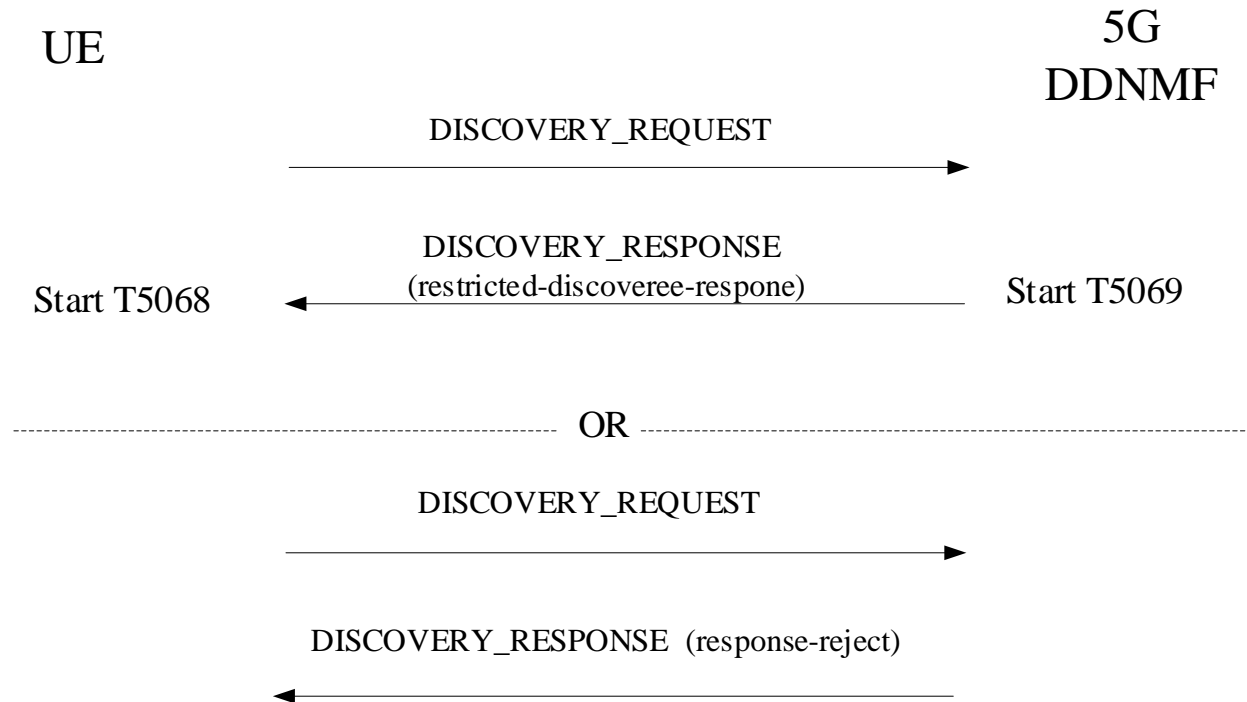 UE
5G
DDNMF
DISCOVERY_REQUEST
DISCOVERY_RESPONSE
(restricted-discoveree-respone)
Start T5068
Start T5069
OR
DISCOVERY_REQUEST
DISCOVERY_RESPONSE (response-reject)